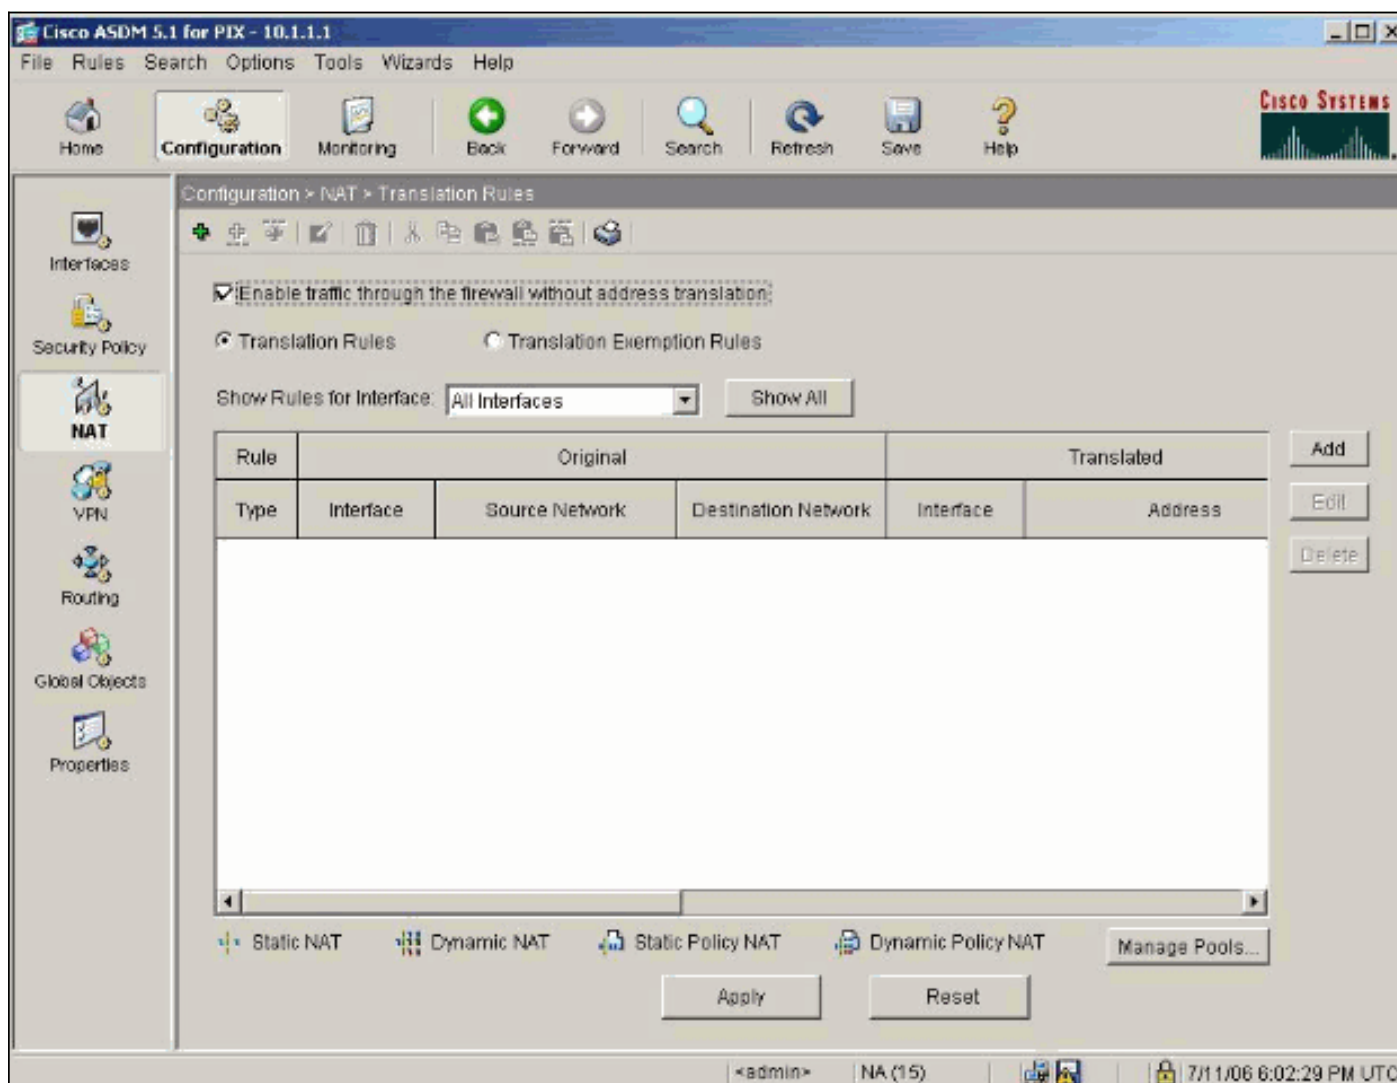 Cisco ASDM 5.1 for PIX - 10.1.1.1
File Rules Search Options Tools Wizards Help
Home Configuration Monitoring Back Forward Search Refresh Save Help
CISCO SYSTEMS
Configuration > NAT > Translation Rules
Interfaces
Security Policy
NAT
VPN
Routing
Global Objects
Properties
Enable traffic through the firewall without address translation
Translation Rules Translation Exemption Rules
Show Rules for Interface: All Interfaces Show All
Rule Original Translated
Type Interface Source Network Destination Network Interface Address
Add
Edit
Delete
Static NAT Dynamic NAT Static Policy NAT Dynamic Policy NAT Manage Pools...
Apply Reset
<admin> NA (15) 7/11/06 6:02:29 PM UTC